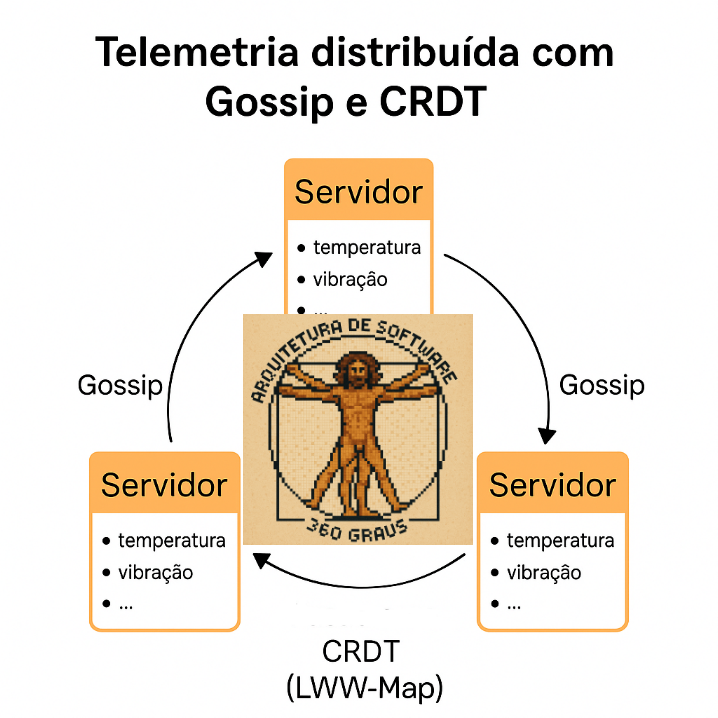 Telemetria distribuída com
Gossip e CRDT
Servidor
• temperatura
• vibração
• ...
ARQUITETURA DE SOFTWARE
360 GRAUS
Gossip
Gossip
Servidor
• temperatura
• vibração
• ...
Servidor
• temperatura
• vibração
• ...
CRDT
(LWW-Map)